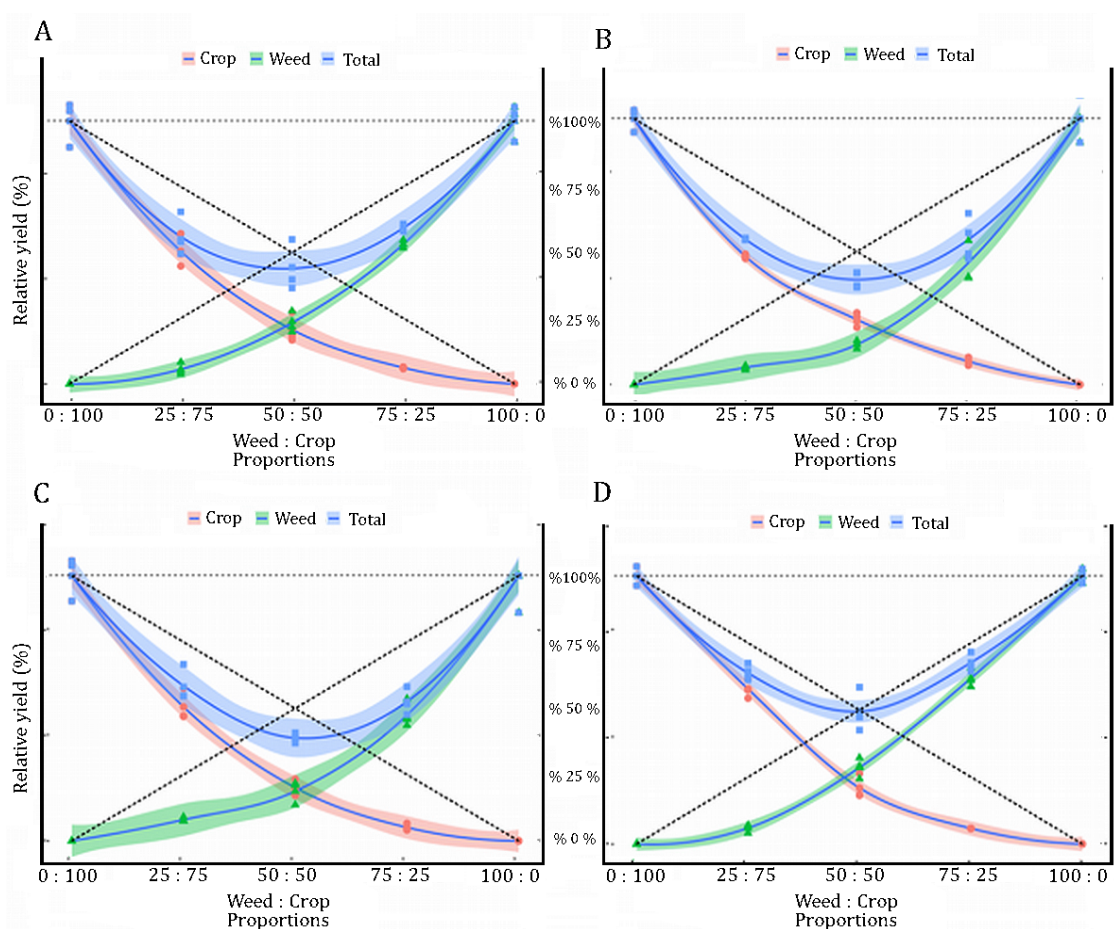 A
Crop Weed Total
B
Crop Weed Total
Relative yield (%)
%100%
% 75 %
% 50 %
% 25 %
% 0 %
0 : 100 25 : 75 50 : 50 75 : 25 100 : 0
Weed : Crop
Proportions
0 : 100 25 : 75 50 : 50 75 : 25 100 : 0
Weed : Crop
Proportions
C
Crop Weed Total
D
Crop Weed Total
Relative yield (%)
%100%
% 75 %
% 50 %
% 25 %
% 0 %
0 : 100 25 : 75 50 : 50 75 : 25 100 : 0
Weed : Crop
Proportions
0 : 100 25 : 75 50 : 50 75 : 25 100 : 0
Weed : Crop
Proportions